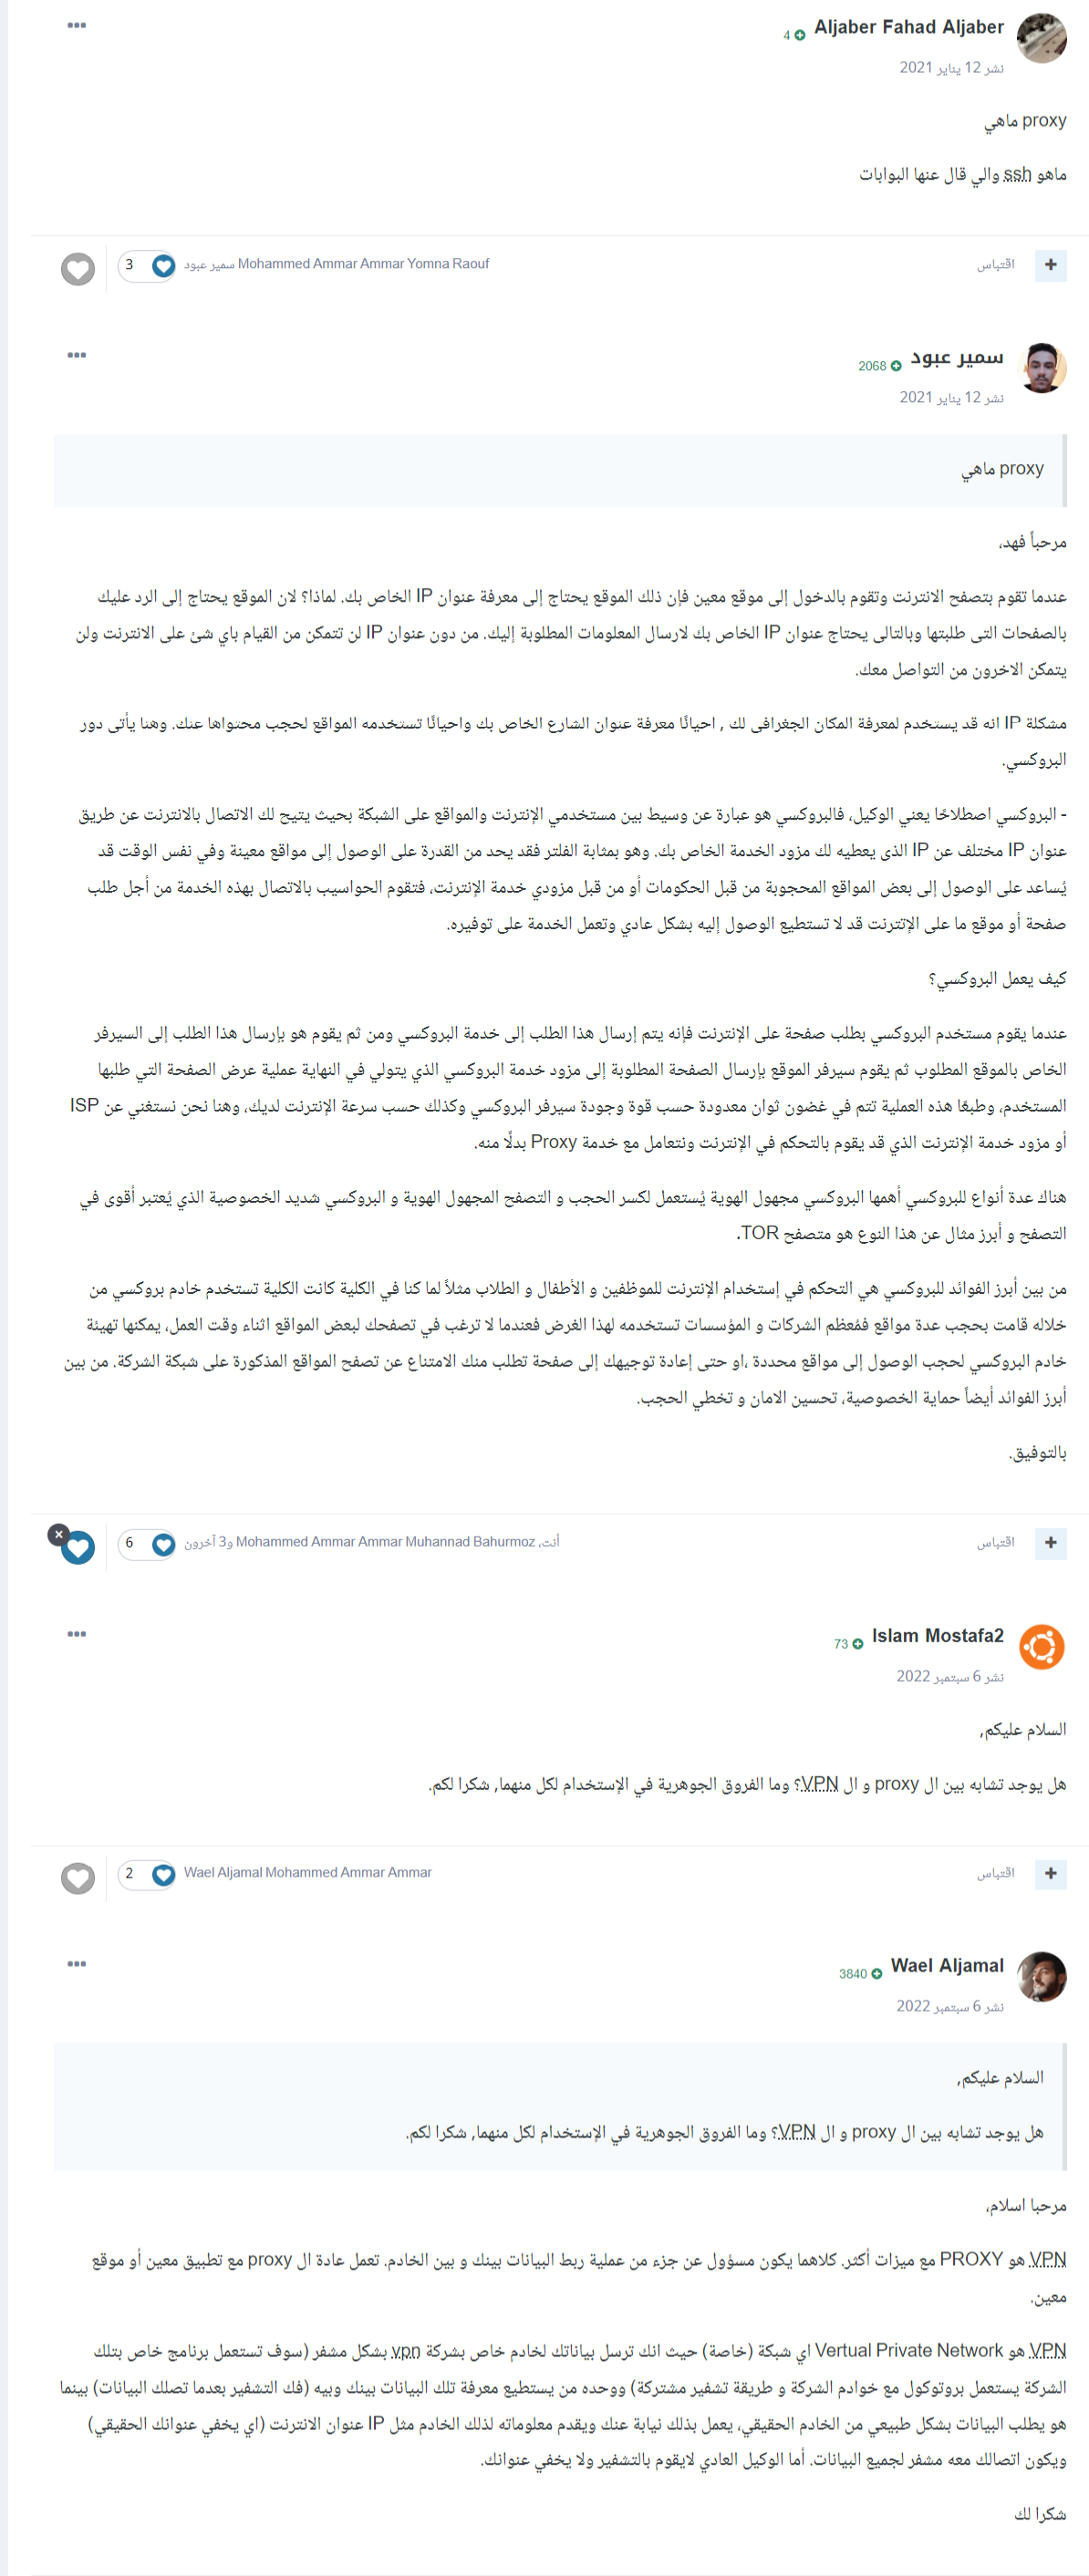 Aljaber Fahad Aljaber
4
نشر 12 يناير 2021
proxy ماهي
ماهو ssh والي قال عنها البوابات
اقتباس
Mohammed Ammar Ammar Yomna Raouf سمير عبود
3
سمير عبود
2068
نشر 12 يناير 2021
proxy ماهي
مرحباً فهد،
عندما تقوم بتصفح الانترنت وتقوم بالدخول إلى موقع معين فإن ذلك الموقع يحتاج إلى معرفة عنوان IP الخاص بك. لماذا؟ لان الموقع يحتاج إلى الرد عليك
بالصفحات التى طلبتها وبالتالى يحتاج عنوان IP الخاص بك لارسال المعلومات المطلوبة إليك. من دون عنوان IP لن تتمكن من القيام باي شئ على الانترنت ولن
يتمكن الاخرون من التواصل معك.
مشكلة IP انه قد يستخدم لمعرفة المكان الجغرافى لك , احيانًا معرفة عنوان الشارع الخاص بك واحيانًا تستخدمه المواقع لحجب محتواها عنك. وهنا يأتى دور
البروكسي.
- البروكسي اصطلاحًا يعني الوكيل، فالبروكسي هو عبارة عن وسيط بين مستخدمي الإنترنت والمواقع على الشبكة بحيث يتيح لك الاتصال بالانترنت عن طريق
عنوان IP مختلف عن IP الذى يعطيه لك مزود الخدمة الخاص بك. وهو بمثابة الفلتر فقد يحد من القدرة على الوصول إلى مواقع معينة وفي نفس الوقت قد
يُساعد على الوصول إلى بعض المواقع المحجوبة من قبل الحكومات أو من قبل مزودي خدمة الإنترنت، فتقوم الحواسيب بالاتصال بهذه الخدمة من أجل طلب
صفحة أو موقع ما على الإنترنت قد لا تستطيع الوصول إليه بشكل عادي وتعمل الخدمة على توفيره.
كيف يعمل البروكسي؟
عندما يقوم مستخدم البروكسي بطلب صفحة على الإنترنت فإنه يتم إرسال هذا الطلب إلى خدمة البروكسي ومن ثم يقوم هو بإرسال هذا الطلب إلى السيرفر
الخاص بالموقع المطلوب ثم يقوم سيرفر الموقع بإرسال الصفحة المطلوبة إلى مزود خدمة البروكسي الذي يتولي في النهاية عملية عرض الصفحة التي طلبها
المستخدم، وطبعًا هذه العملية تتم في غضون ثوان معدودة حسب قوة وجودة سيرفر البروكسي وكذلك حسب سرعة الإنترنت لديك، وهنا نحن نستغني عن ISP
أو مزود خدمة الإنترنت الذي قد يقوم بالتحكم في الإنترنت ونتعامل مع خدمة Proxy بدلًا منه.
هناك عدة أنواع للبروكسي أهمها البروكسي مجهول الهوية يُستعمل لكسر الحجب و التصفح المجهول الهوية و البروكسي شديد الخصوصية الذي يُعتبر أقوى في
التصفح و أبرز مثال عن هذا النوع هو متصفح TOR.
من بين أبرز الفوائد للبروكسي هي التحكم في إستخدام الإنترنت للموظفين و الأطفال و الطلاب مثلاً لما كنا في الكلية كانت الكلية تستخدم خادم بروكسي من
خلاله قامت بحجب عدة مواقع فمُعظم الشركات و المؤسسات تستخدمه لهذا الغرض فعندما لا ترغب في تصفحك لبعض المواقع اثناء وقت العمل، يمكنها تهيئة
خادم البروكسي لحجب الوصول إلى مواقع محددة ،او حتى إعادة توجيهك إلى صفحة تطلب منك الامتناع عن تصفح المواقع المذكورة على شبكة الشركة. من بين
أبرز الفوائد أيضاً حماية الخصوصية، تحسين الامان و تخطي الحجب.
بالتوفيق.
اقتباس
أنت، Mohammed Ammar Ammar Muhannad Bahurmoz و3 آخرون
6
Islam Mostafa2
73
نشر 6 سبتمبر 2022
السلام عليكم,
هل يوجد تشابه بين ال proxy و ال VPN؟ وما الفروق الجوهرية في الإستخدام لكل منهما, شكرا لكم.
اقتباس
Wael Aljamal Mohammed Ammar Ammar
2
Wael Aljamal
3840
نشر 6 سبتمبر 2022
السلام عليكم,
هل يوجد تشابه بين ال proxy و ال VPN؟ وما الفروق الجوهرية في الإستخدام لكل منهما, شكرا لكم.
مرحبا اسلام،
VPN هو PROXY مع ميزات أكثر. كلاهما يكون مسؤول عن جزء من عملية ربط البيانات بينك و بين الخادم. تعمل عادة ال proxy مع تطبيق معين أو موقع
معين.
VPN هو Vertual Private Network اي شبكة (خاصة) حيث انك ترسل بياناتك لخادم خاص بشركة vpn بشكل مشفر (سوف تستعمل برنامج خاص بتلك
الشركة يستعمل بروتوكول مع خوادم الشركة و طريقة تشفير مشتركة) ووحده من يستطيع معرفة تلك البيانات بينك وبيه (فك التشفير بعدما تصلك البيانات) بينما
هو يطلب البيانات بشكل طبيعي من الخادم الحقيقي، يعمل بذلك نيابة عنك ويقدم معلوماته لذلك الخادم مثل IP عنوان الانترنت (اي يخفي عنوانك الحقيقي)
ويكون اتصالك معه مشفر لجميع البيانات. أما الوكيل العادي لايقوم بالتشفير ولا يخفي عنوانك.
شكرا لك